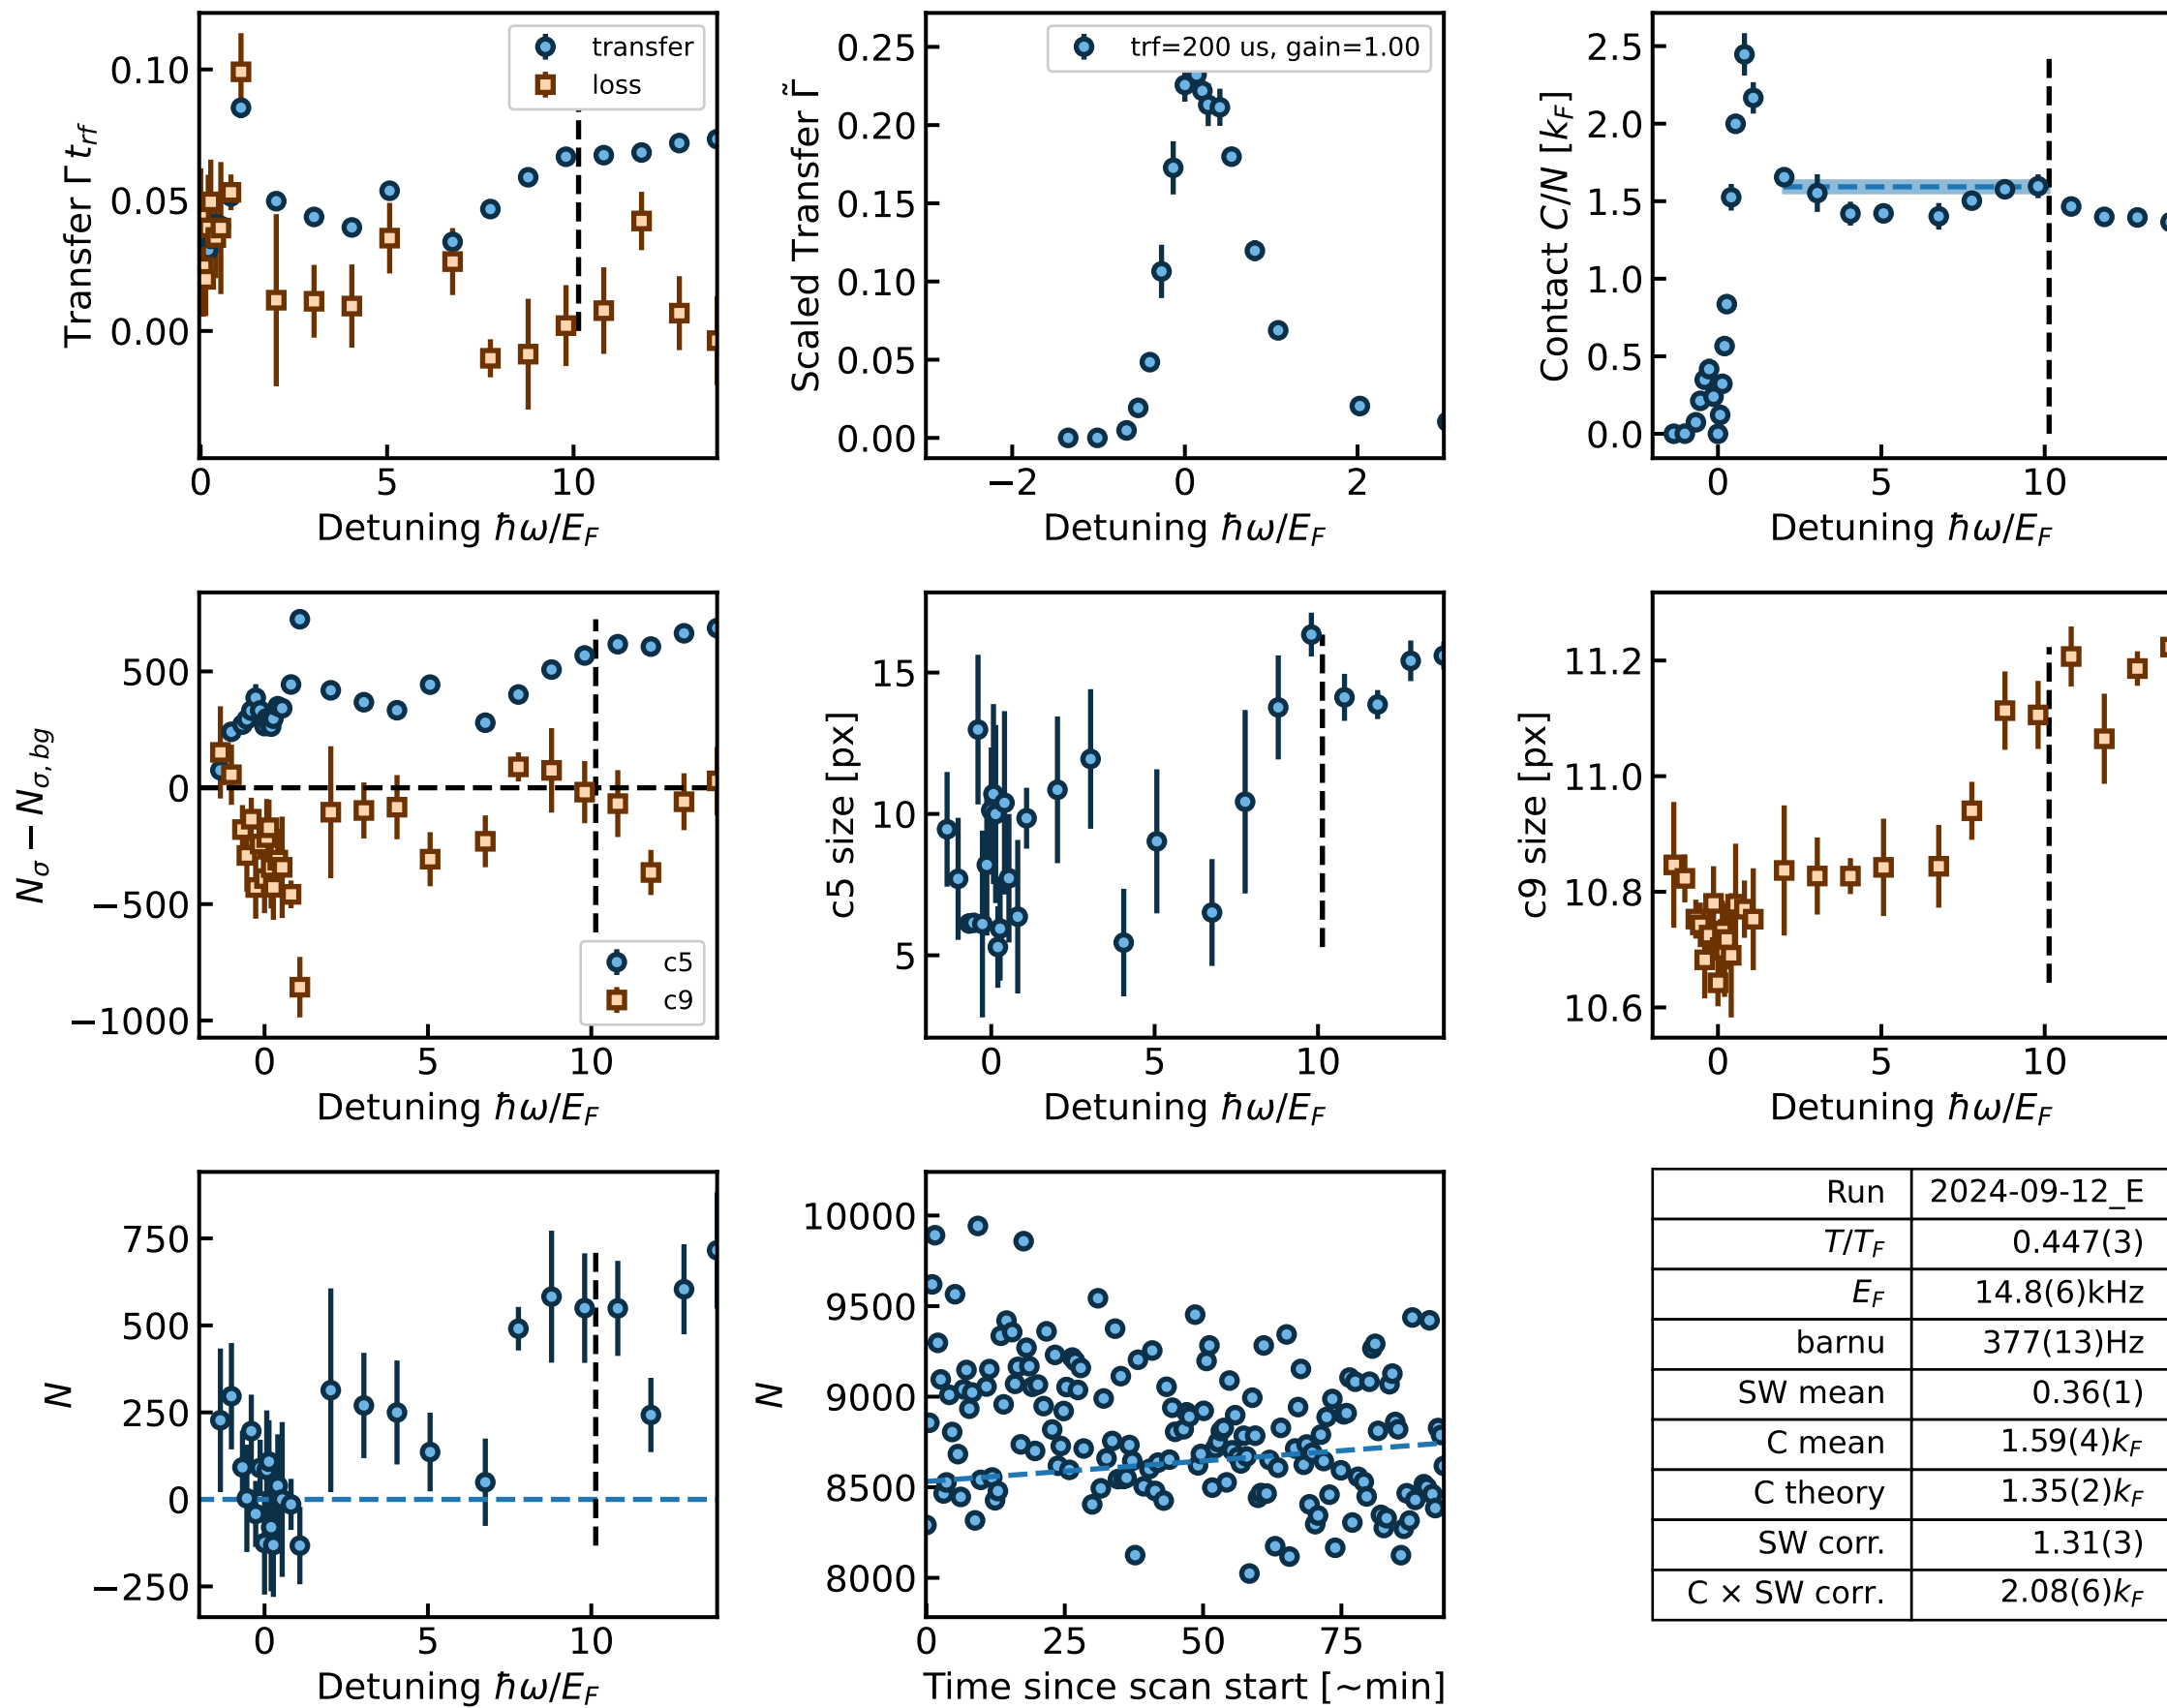 transfer
loss
0.10
0.05
0.00
Transfer Γ t_rf
0
5
10
Detuning ħω/E_F
trf=200 us, gain=1.00
0.25
0.20
0.15
0.10
0.05
0.00
Scaled Transfer Γ̃
−2
0
2
Detuning ħω/E_F
2.5
2.0
1.5
1.0
0.5
0.0
Contact C/N [k_F]
0
5
10
Detuning ħω/E_F
500
0
−500
−1000
N_σ − N_σ,bg
c5
c9
0
5
10
Detuning ħω/E_F
15
10
5
c5 size [px]
0
5
10
Detuning ħω/E_F
11.2
11.0
10.8
10.6
c9 size [px]
0
5
10
Detuning ħω/E_F
750
500
250
0
−250
N
0
5
10
Detuning ħω/E_F
10000
9500
9000
8500
8000
N
0
25
50
75
Time since scan start [~min]
Run 2024-09-12_E
T/T_F 0.447(3)
E_F 14.8(6)kHz
barnu 377(13)Hz
SW mean 0.36(1)
C mean 1.59(4)k_F
C theory 1.35(2)k_F
SW corr. 1.31(3)
C × SW corr. 2.08(6)k_F